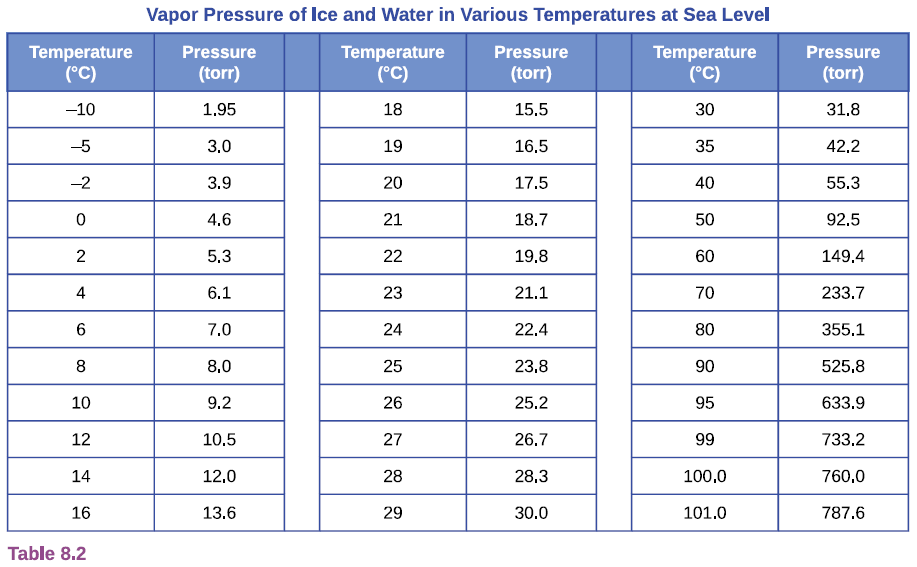 Vapor Pressure of Ice and Water in Various Temperatures at Sea Level
Temperature (°C) Pressure (torr) Temperature (°C) Pressure (torr) Temperature (°C) Pressure (torr)
–10 1.95 18 15.5 30 31.8
–5 3.0 19 16.5 35 42.2
–2 3.9 20 17.5 40 55.3
0 4.6 21 18.7 50 92.5
2 5.3 22 19.8 60 149.4
4 6.1 23 21.1 70 233.7
6 7.0 24 22.4 80 355.1
8 8.0 25 23.8 90 525.8
10 9.2 26 25.2 95 633.9
12 10.5 27 26.7 99 733.2
14 12.0 28 28.3 100.0 760.0
16 13.6 29 30.0 101.0 787.6
Table 8.2